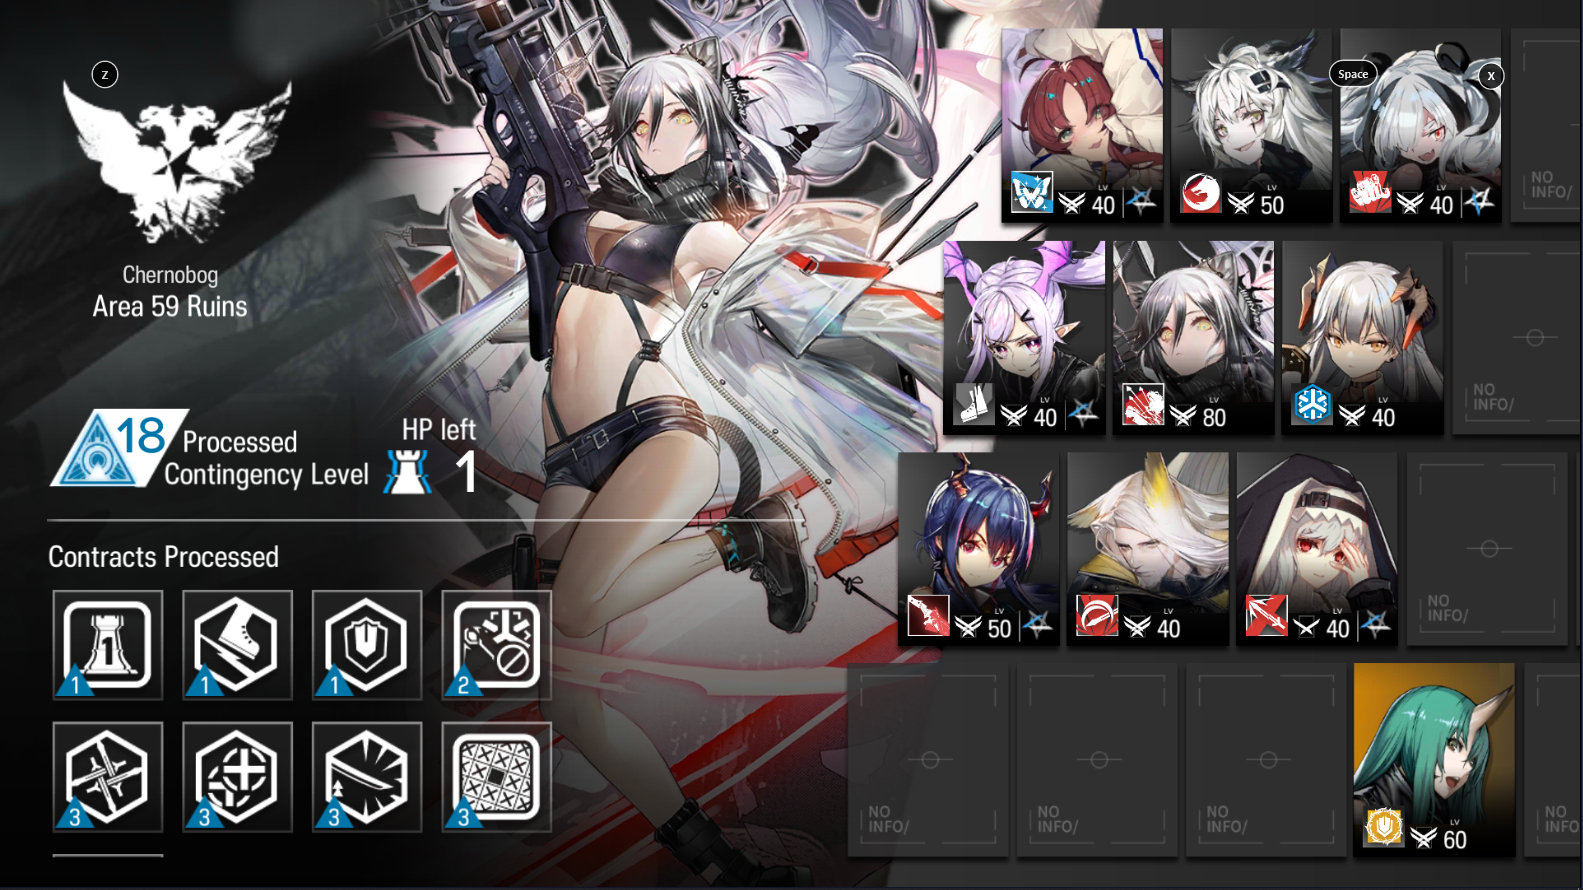 Z
Chernobog
Area 59 Ruins
18
Processed
Contingency Level
HP left
1
Contracts Processed
1
1
1
1
2
3
3
3
3
LV
40
LV
50
Space
LV
40
X
NO
INFO/
LV
40
LV
80
LV
40
NO
INFO/
LV
50
LV
40
LV
40
NO
INFO/
NO
INFO/
NO
INFO/
NO
INFO/
LV
60
NO
INFO/